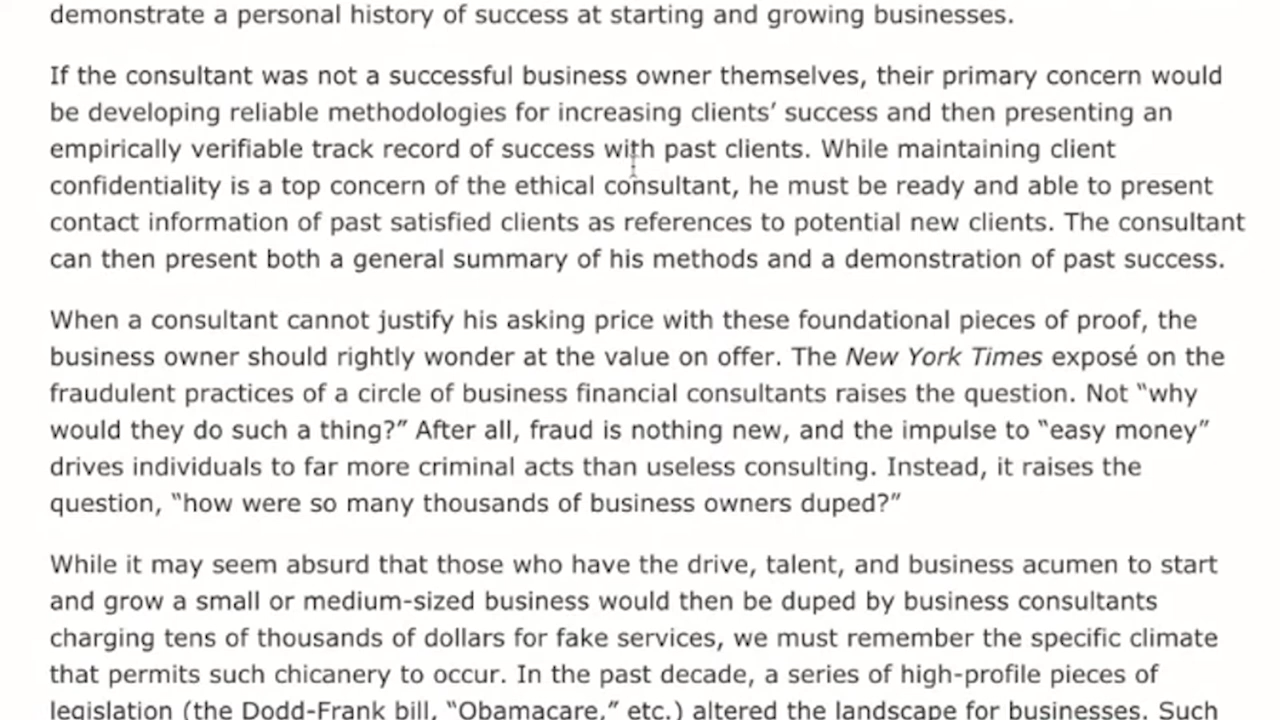 demonstrate a personal history of success at starting and growing businesses.
If the consultant was not a successful business owner themselves, their primary concern would
be developing reliable methodologies for increasing clients’ success and then presenting an
empirically verifiable track record of success with past clients. While maintaining client
confidentiality is a top concern of the ethical consultant, he must be ready and able to present
contact information of past satisfied clients as references to potential new clients. The consultant
can then present both a general summary of his methods and a demonstration of past success.
When a consultant cannot justify his asking price with these foundational pieces of proof, the
business owner should rightly wonder at the value on offer. The New York Times exposé on the
fraudulent practices of a circle of business financial consultants raises the question. Not “why
would they do such a thing?” After all, fraud is nothing new, and the impulse to “easy money”
drives individuals to far more criminal acts than useless consulting. Instead, it raises the
question, “how were so many thousands of business owners duped?”
While it may seem absurd that those who have the drive, talent, and business acumen to start
and grow a small or medium-sized business would then be duped by business consultants
charging tens of thousands of dollars for fake services, we must remember the specific climate
that permits such chicanery to occur. In the past decade, a series of high-profile pieces of
legislation (the Dodd-Frank bill, “Obamacare,” etc.) altered the landscape for businesses. Such